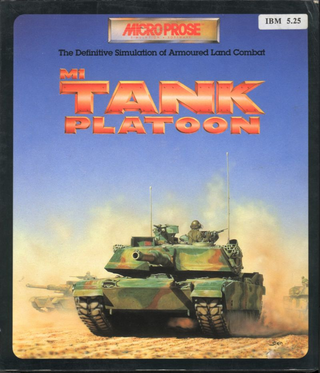 MICROPROSE
IBM 5.25
The Definitive Simulation of Armoured Land Combat
M1
TANK
PLATOON